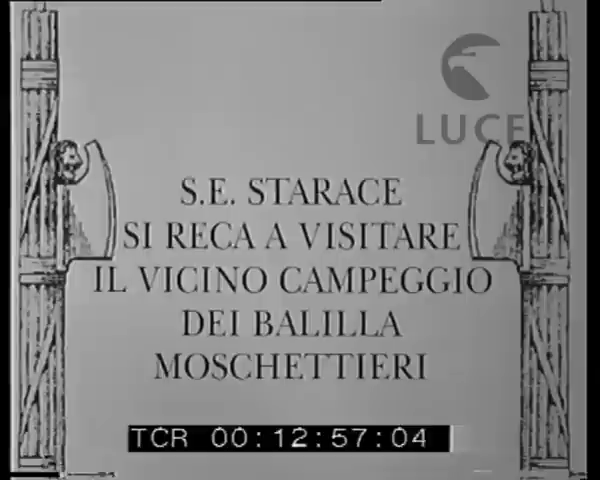 LUCE
S.E. STARACE
SI RECA A VISITARE
IL VICINO CAMPEGGIO
DEI BALILLA
MOSCHETTIERI
TCR 00:12:57:04